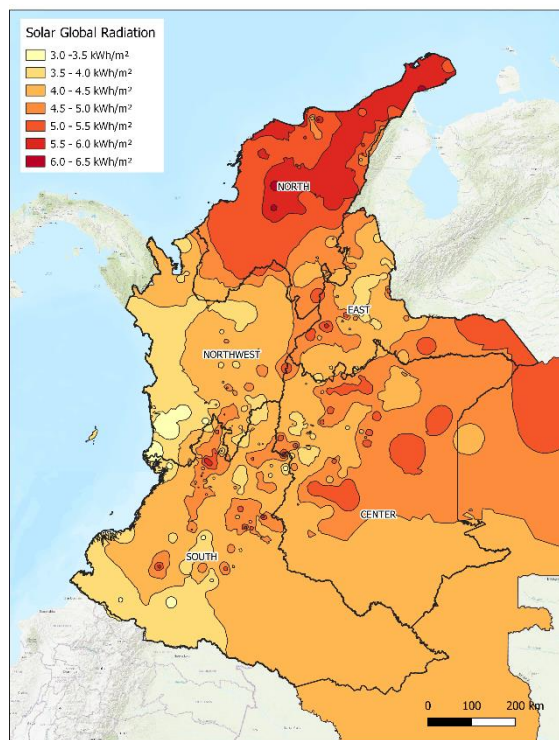 Solar Global Radiation
3.0 -3.5 kWh/m²
3.5 - 4.0 kWh/m²
4.0 - 4.5 kWh/m²
4.5 - 5.0 kWh/m²
5.0 - 5.5 kWh/m²
5.5 - 6.0 kWh/m²
6.0 - 6.5 kWh/m²
NORTH
EAST
NORTHWEST
CENTER
SOUTH
0 100 200 km